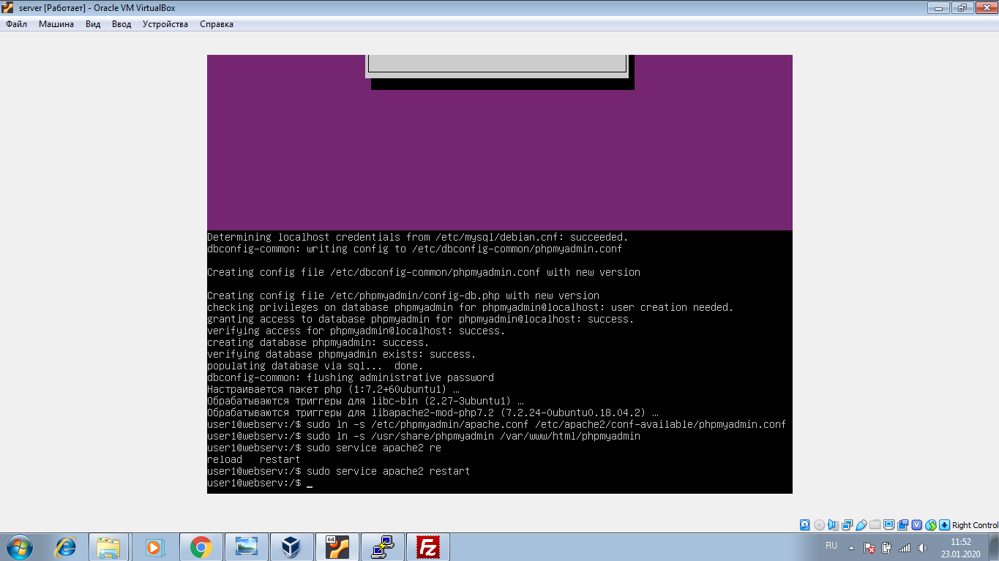 server [Работает] - Oracle VM VirtualBox
Файл Машина Вид Ввод Устройства Справка
Determining localhost credentials from /etc/mysql/debian.cnf: succeeded.
dbconfig-common: writing config to /etc/dbconfig-common/phpmyadmin.conf
Creating config file /etc/dbconfig-common/phpmyadmin.conf with new version
Creating config file /etc/phpmyadmin/config-db.php with new version
checking privileges on database phpmyadmin for phpmyadmin@localhost: user creation needed.
granting access to database phpmyadmin for phpmyadmin@localhost: success.
verifying access for phpmyadmin@localhost: success.
creating database phpmyadmin: success.
verifying database phpmyadmin exists: success.
populating database via sql...  done.
dbconfig-common: flushing administrative password
Настраивается пакет php (1:7.2+60ubuntu1) …
Обрабатываются триггеры для libc-bin (2.27-3ubuntu1) …
Обрабатываются триггеры для libapache2-mod-php7.2 (7.2.24-0ubuntu0.18.04.2) …
user1@webserv:/$ sudo ln -s /etc/phpmyadmin/apache.conf /etc/apache2/conf-available/phpmyadmin.conf
user1@webserv:/$ sudo ln -s /usr/share/phpmyadmin /var/www/html/phpmyadmin
user1@webserv:/$ sudo service apache2 re
reload   restart
user1@webserv:/$ sudo service apache2 restart
user1@webserv:/$ _
Right Control
64
Fz
RU
11:52
23.01.2020